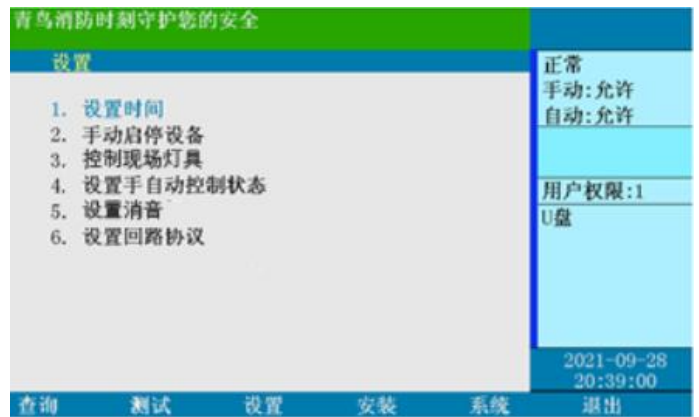 青鸟消防时刻守护您的安全
设置
1. 设置时间
2. 手动启停设备
3. 控制现场灯具
4. 设置手自动控制状态
5. 设置消音
6. 设置回路协议
正常
手动:允许
自动:允许
用户权限:1
U盘
2021-09-28
20:39:00
查询 测试 设置 安装 系统 退出